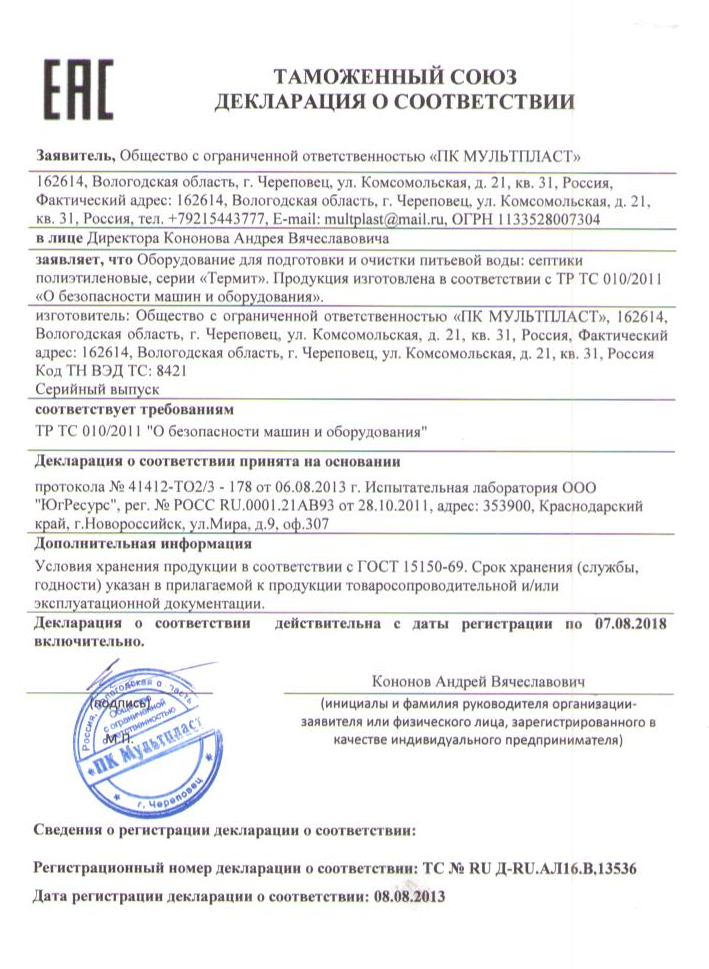 ЕАС
ТАМОЖЕННЫЙ СОЮЗ
ДЕКЛАРАЦИЯ О СООТВЕТСТВИИ
Заявитель, Общество с ограниченной ответственностью «ПК МУЛЬТПЛАСТ»
162614, Вологодская область, г. Череповец, ул. Комсомольская, д. 21, кв. 31, Россия,
Фактический адрес: 162614, Вологодская область, г. Череповец, ул. Комсомольская, д. 21,
кв. 31, Россия, тел. +79215443777, E-mail: multplast@mail.ru, ОГРН 1133528007304
в лице Директора Кононова Андрея Вячеславовича
заявляет, что Оборудование для подготовки и очистки питьевой воды: септики
полиэтиленовые, серии «Термит». Продукция изготовлена в соответствии с ТР ТС 010/2011
«О безопасности машин и оборудования».
изготовитель: Общество с ограниченной ответственностью «ПК МУЛЬТПЛАСТ», 162614,
Вологодская область, г. Череповец, ул. Комсомольская, д. 21, кв. 31, Россия, Фактический
адрес: 162614, Вологодская область, г. Череповец, ул. Комсомольская, д. 21, кв. 31, Россия
Код ТН ВЭД ТС: 8421
Серийный выпуск
соответствует требованиям
ТР ТС 010/2011 "О безопасности машин и оборудования"
Декларация о соответствии принята на основании
протокола № 41412-ТО2/3 - 178 от 06.08.2013 г. Испытательная лаборатория ООО
"ЮгРесурс", рег. № РОСС RU.0001.21АВ93 от 28.10.2011, адрес: 353900, Краснодарский
край, г.Новороссийск, ул.Мира, д.9, оф.307
Дополнительная информация
Условия хранения продукции в соответствии с ГОСТ 15150-69. Срок хранения (службы,
годности) указан в прилагаемой к продукции товаросопроводительной и/или
эксплуатационной документации.
Декларация о соответствии действительна с даты регистрации по 07.08.2018
включительно.
Кононов Андрей Вячеславович
(подпись)
М.П.
(инициалы и фамилия руководителя организации-
заявителя или физического лица, зарегистрированного в
качестве индивидуального предпринимателя)
Россия, Вологодская область
Общество
с ограниченной
ответственностью
ПК Мультпласт
г. Череповец
Сведения о регистрации декларации о соответствии:
Регистрационный номер декларации о соответствии: ТС № RU Д-RU.АЛ16.В,13536
Дата регистрации декларации о соответствии: 08.08.2013